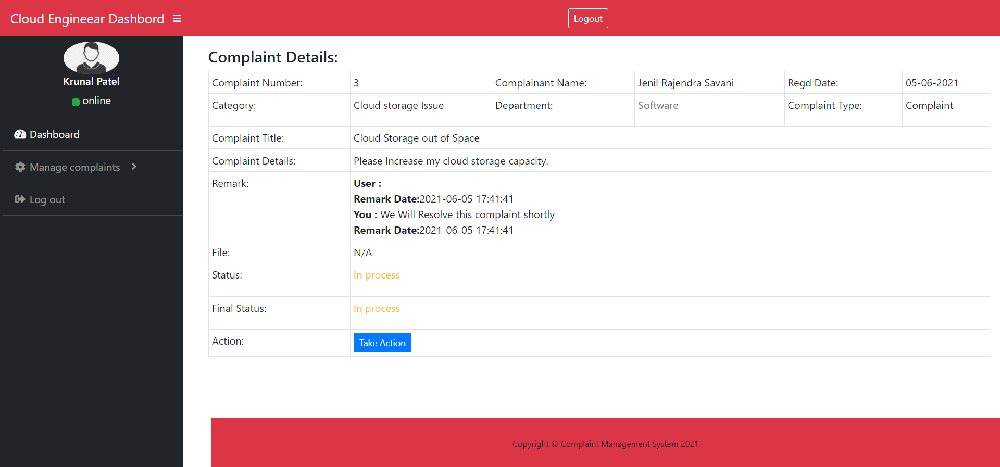 Cloud Engineear Dashbord
Logout
Krunal Patel
online
Dashboard
Manage complaints
Log out
Complaint Details:
Complaint Number: 3 Complainant Name: Jenil Rajendra Savani Regd Date: 05-06-2021
Category: Cloud storage Issue Department: Software Complaint Type: Complaint
Complaint Title: Cloud Storage out of Space
Complaint Details: Please Increase my cloud storage capacity.
Remark: User :
Remark Date:2021-06-05 17:41:41
You : We Will Resolve this complaint shortly
Remark Date:2021-06-05 17:41:41
File: N/A
Status: In process
Final Status: In process
Action: Take Action
Copyright © Complaint Management System 2021